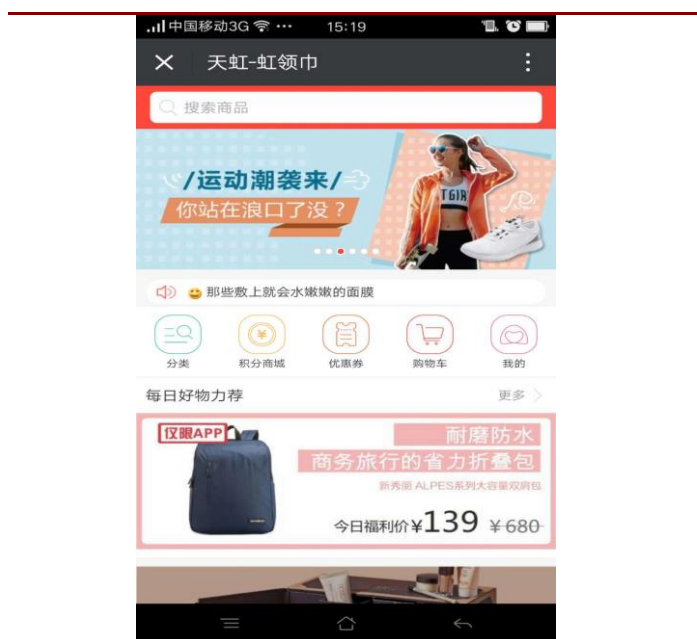 中国移动3G ··· 15:19
天虹-虹领巾
搜索商品
/运动潮袭来/
你站在浪口了没？
那些敷上就会水嫩嫩的面膜
分类 积分商城 优惠券 购物车 我的
每日好物力荐 更多
仅限APP
耐磨防水
商务旅行的省力折叠包
新秀丽 ALPES系列大容量双肩包
今日福利价¥139 ¥680